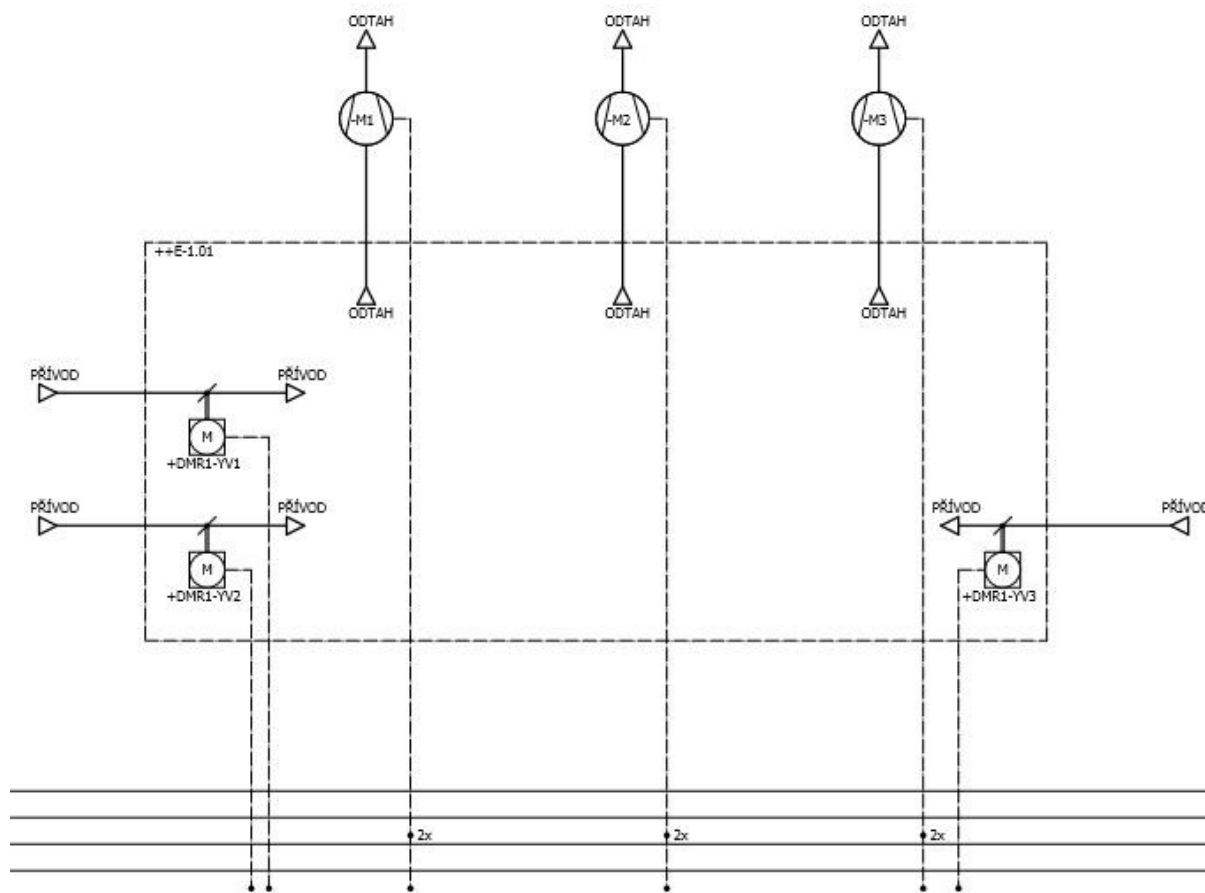 ODTAH
ODTAH
ODTAH
-M1
-M2
-M3
++E-1.01
ODTAH
ODTAH
ODTAH
PŘÍVOD
PŘÍVOD
M
+DMR1-YV1
PŘÍVOD
PŘÍVOD
PŘÍVOD
PŘÍVOD
M
M
+DMR1-YV2
+DMR1-YV3
2x
2x
2x